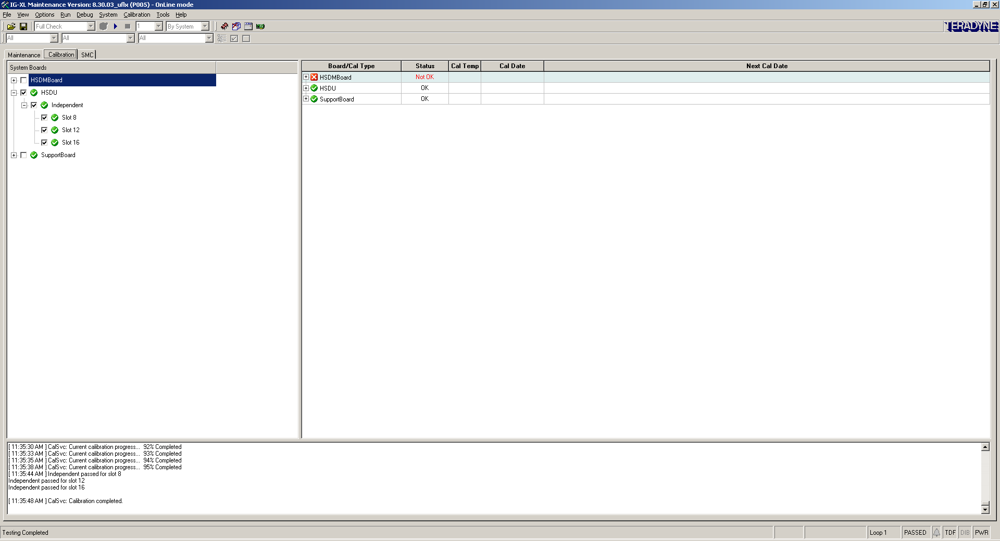 IG-XL Maintenance Version: 8.30.03_uflx (P005) - OnLine mode
File View Options Run Debug System Calibration Tools Help
Full Check 1 By System TERADYNE
All All All
Maintenance Calibration SMC
System Boards
HSDMBoard
HSDU
Independent
Slot 8
Slot 12
Slot 16
SupportBoard
Board/Cal Type Status Cal Temp Cal Date Next Cal Date
HSDMBoard Not OK
HSDU OK
SupportBoard OK
[ 11:35:30 AM ] CalSvc: Current calibration progress... 92% Completed
[ 11:35:33 AM ] CalSvc: Current calibration progress... 93% Completed
[ 11:35:35 AM ] CalSvc: Current calibration progress... 94% Completed
[ 11:35:38 AM ] CalSvc: Current calibration progress... 95% Completed
[ 11:35:44 AM ] Independent passed for slot 8
Independent passed for slot 12
Independent passed for slot 16
[ 11:35:48 AM ] CalSvc: Calibration completed.
Testing Completed Loop 1 PASSED TDF DIB PWR